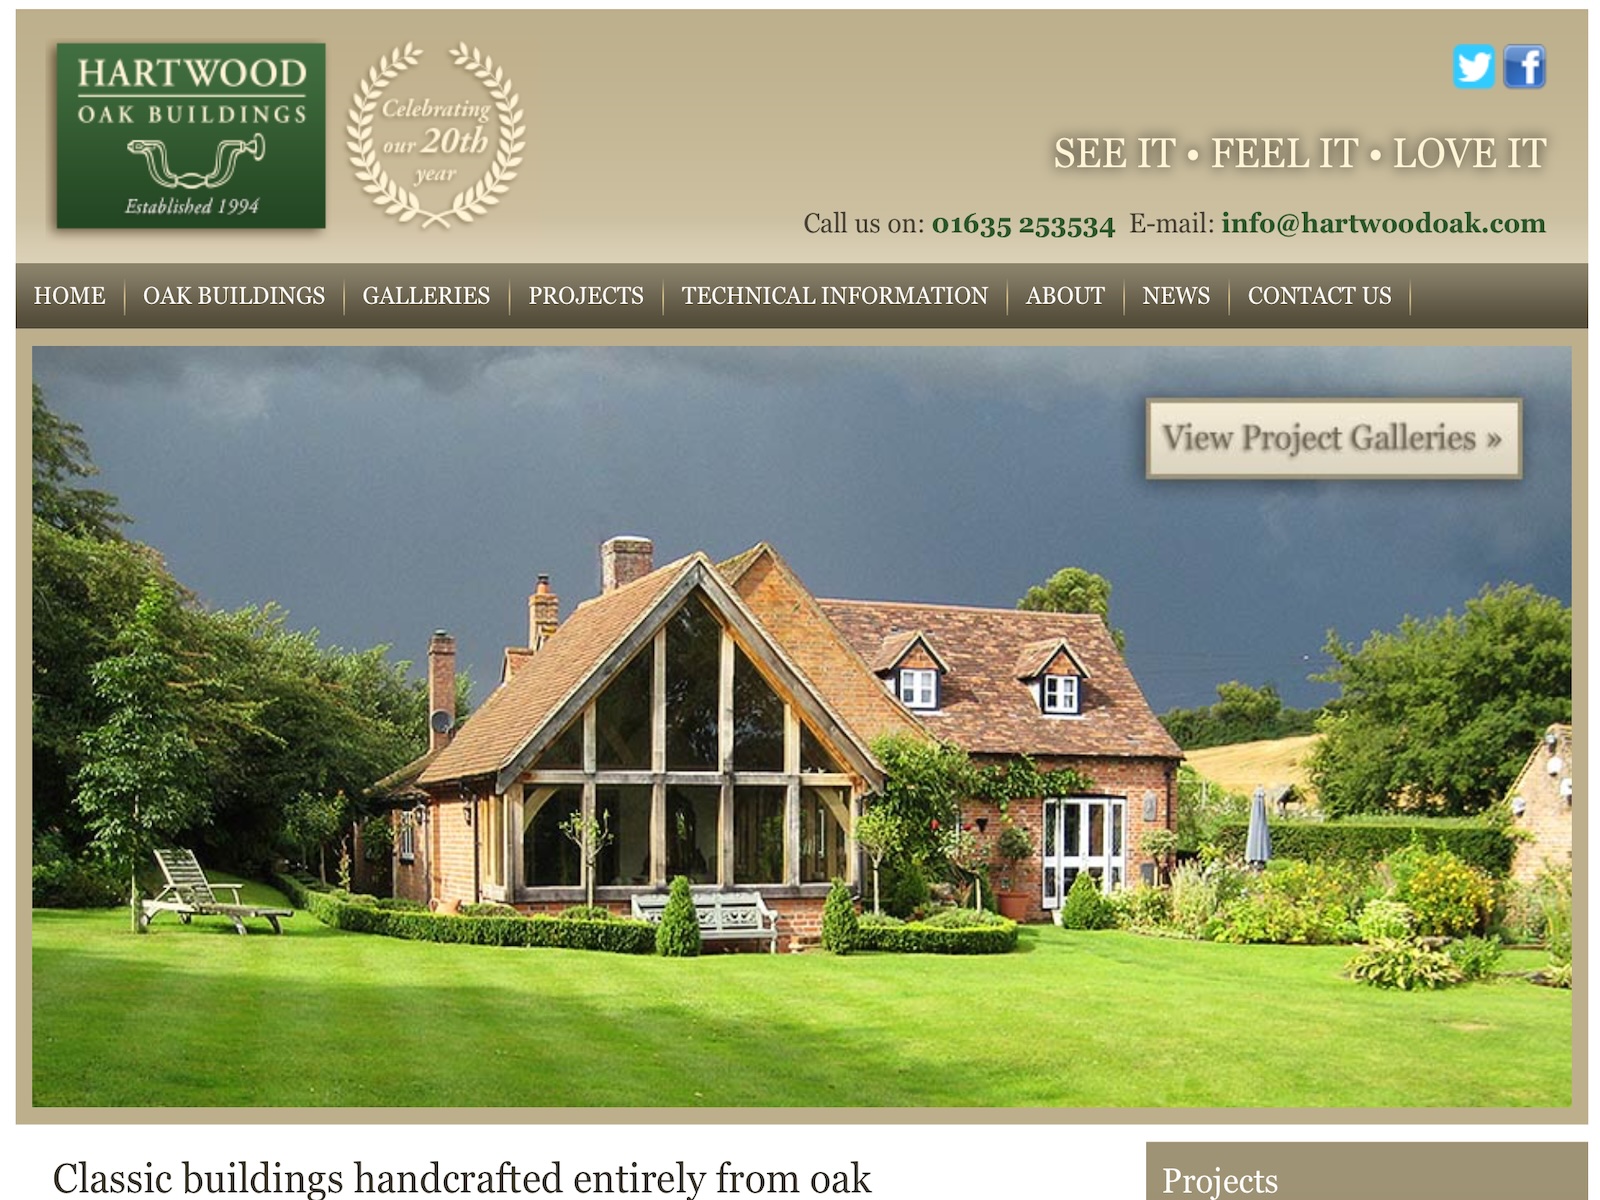 HARTWOOD
OAK BUILDINGS
Established 1994
Celebrating
our 20th
year
SEE IT • FEEL IT • LOVE IT
Call us on: 01635 253534 E-mail: info@hartwoodoak.com
HOME OAK BUILDINGS GALLERIES PROJECTS TECHNICAL INFORMATION ABOUT NEWS CONTACT US
View Project Galleries »
Classic buildings handcrafted entirely from oak
Projects